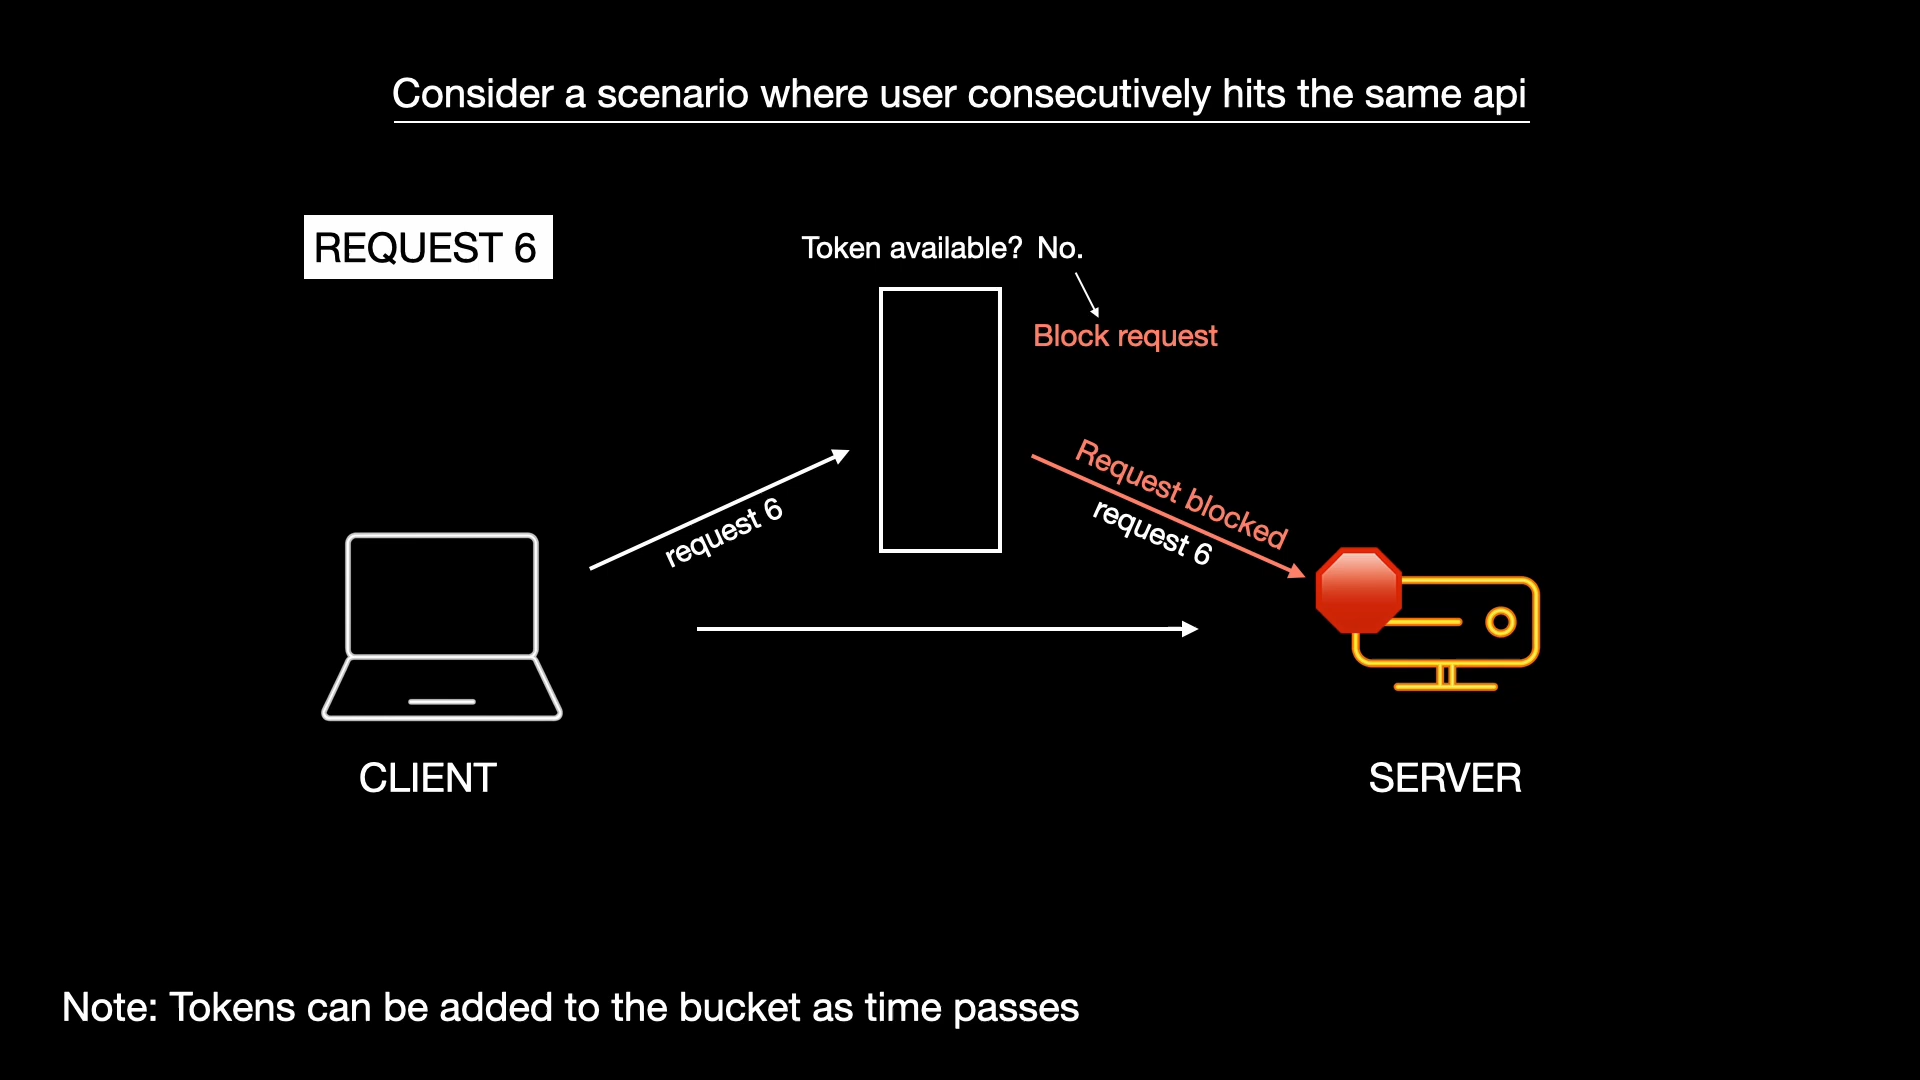 Consider a scenario where user consecutively hits the same api
REQUEST 6
Token available? No.
Block request
request 6
Request blocked
request 6
CLIENT
SERVER
Note: Tokens can be added to the bucket as time passes